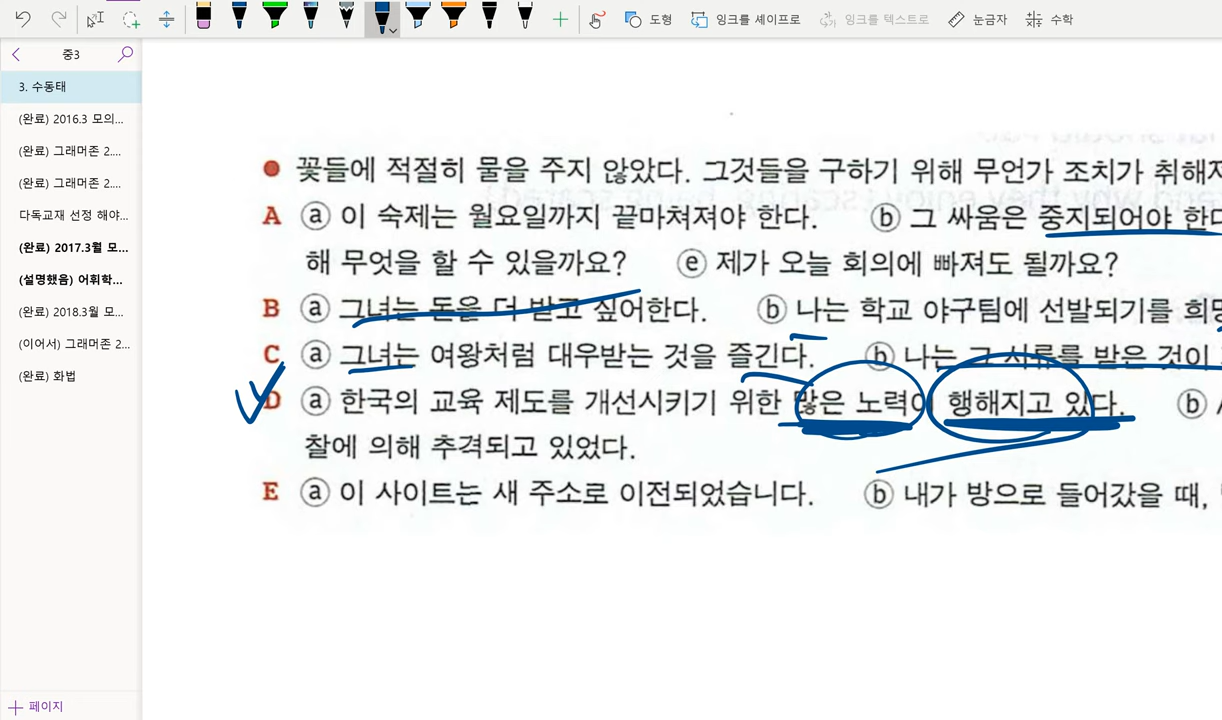 도형 잉크를 셰이프로 잉크를 텍스트로 눈금자 수학
중3
3. 수동태
(완료) 2016.3 모의...
(완료) 그래머존 2....
(완료) 그래머존 2....
다독교재 선정 해야...
(완료) 2017.3월 모...
(설명했음) 어휘학...
(완료) 2018.3월 모...
(이어서) 그래머존 2...
(완료) 화법
페이지
꽃들에 적절히 물을 주지 않았다. 그것들을 구하기 위해 무언가 조치가 취해져
A ⓐ 이 숙제는 월요일까지 끝마쳐져야 한다. ⓑ 그 싸움은 중지되어야 한다
해 무엇을 할 수 있을까요? ⓔ 제가 오늘 회의에 빠져도 될까요?
B ⓐ 그녀는 돈을 더 받고 싶어한다. ⓑ 나는 학교 야구팀에 선발되기를 희망
C ⓐ 그녀는 여왕처럼 대우받는 것을 즐긴다. ⓑ 나는 그 서류를 받은 것이
D ⓐ 한국의 교육 제도를 개선시키기 위한 많은 노력이 행해지고 있다. ⓑ
찰에 의해 추격되고 있었다.
E ⓐ 이 사이트는 새 주소로 이전되었습니다. ⓑ 내가 방으로 들어갔을 때,